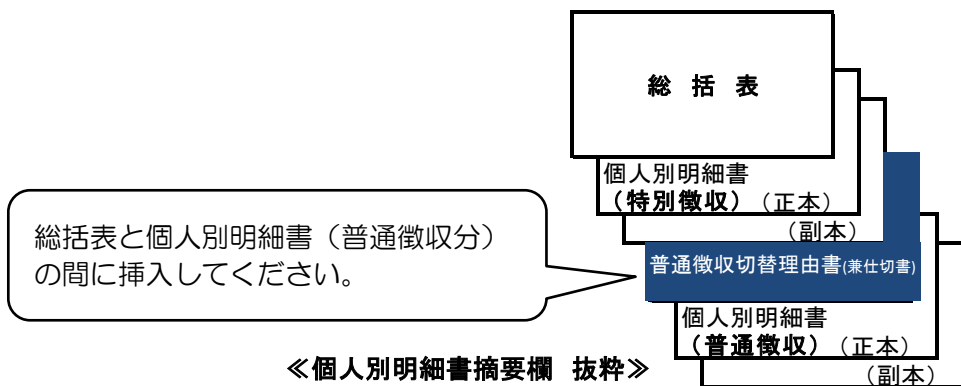 総括表
個人別明細書
（特別徴収）（正本）
（副本）
総括表と個人別明細書（普通徴収分）
の間に挿入してください。
普通徴収切替理由書(兼仕切書)
個人別明細書
（普通徴収）（正本）
（副本）
≪個人別明細書摘要欄 抜粋≫